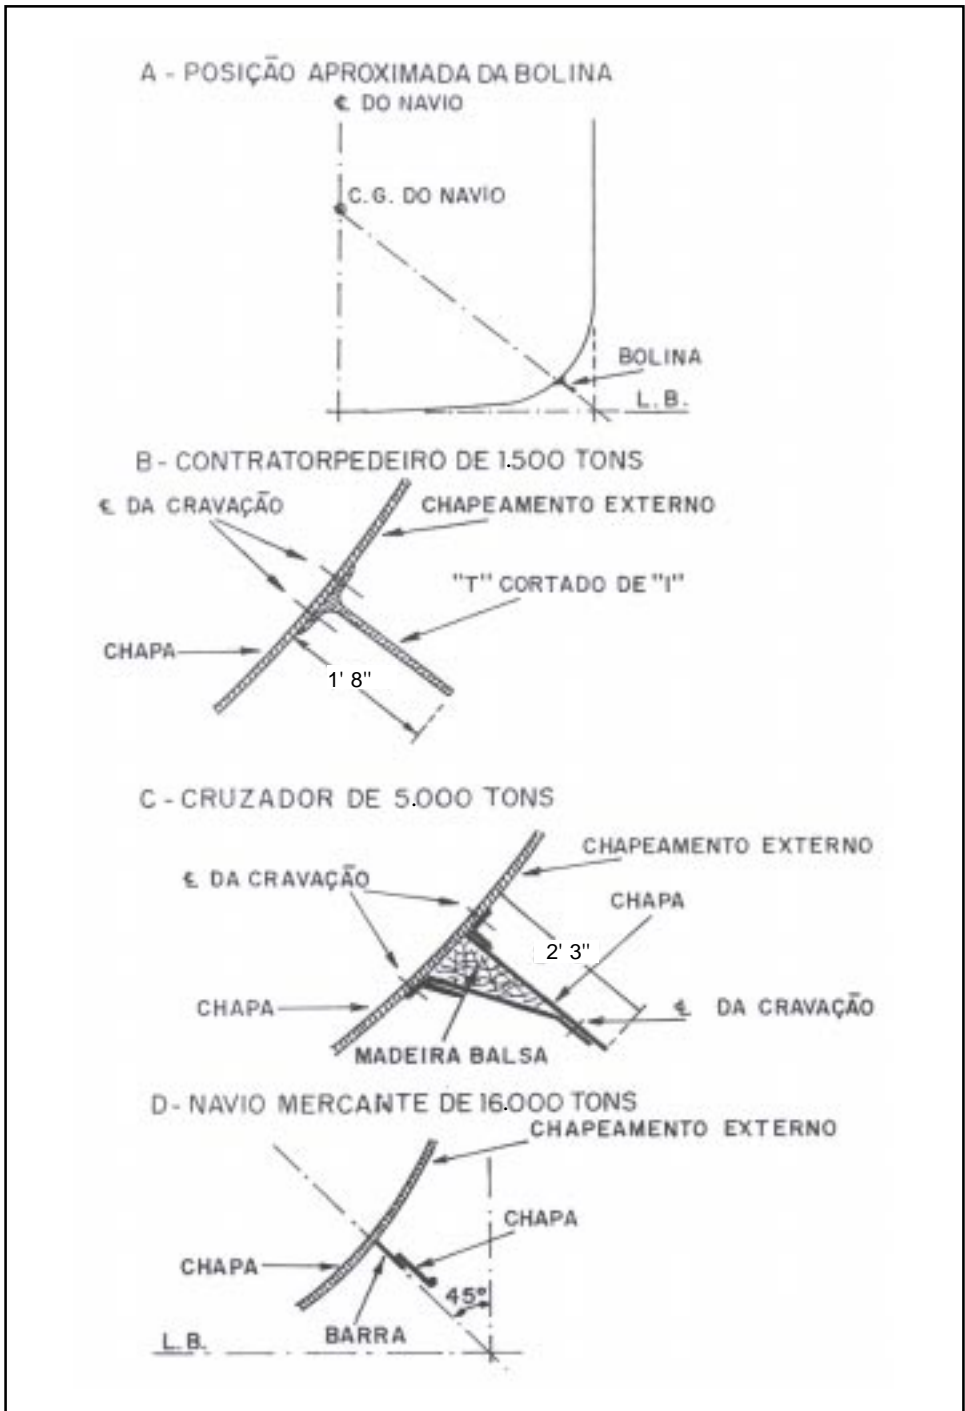 A - POSIÇÃO APROXIMADA DA BOLINA
℄ DO NAVIO
C.G. DO NAVIO
BOLINA
L.B.
B - CONTRATORPEDEIRO DE 1.500 TONS
℄ DA CRAVAÇÃO
CHAPEAMENTO EXTERNO
"T" CORTADO DE "I"
CHAPA
1' 8"
C - CRUZADOR DE 5.000 TONS
CHAPEAMENTO EXTERNO
℄ DA CRAVAÇÃO
CHAPA
2' 3"
CHAPA
℄ DA CRAVAÇÃO
MADEIRA BALSA
D - NAVIO MERCANTE DE 16.000 TONS
CHAPEAMENTO EXTERNO
CHAPA
CHAPA
45°
BARRA
L.B.